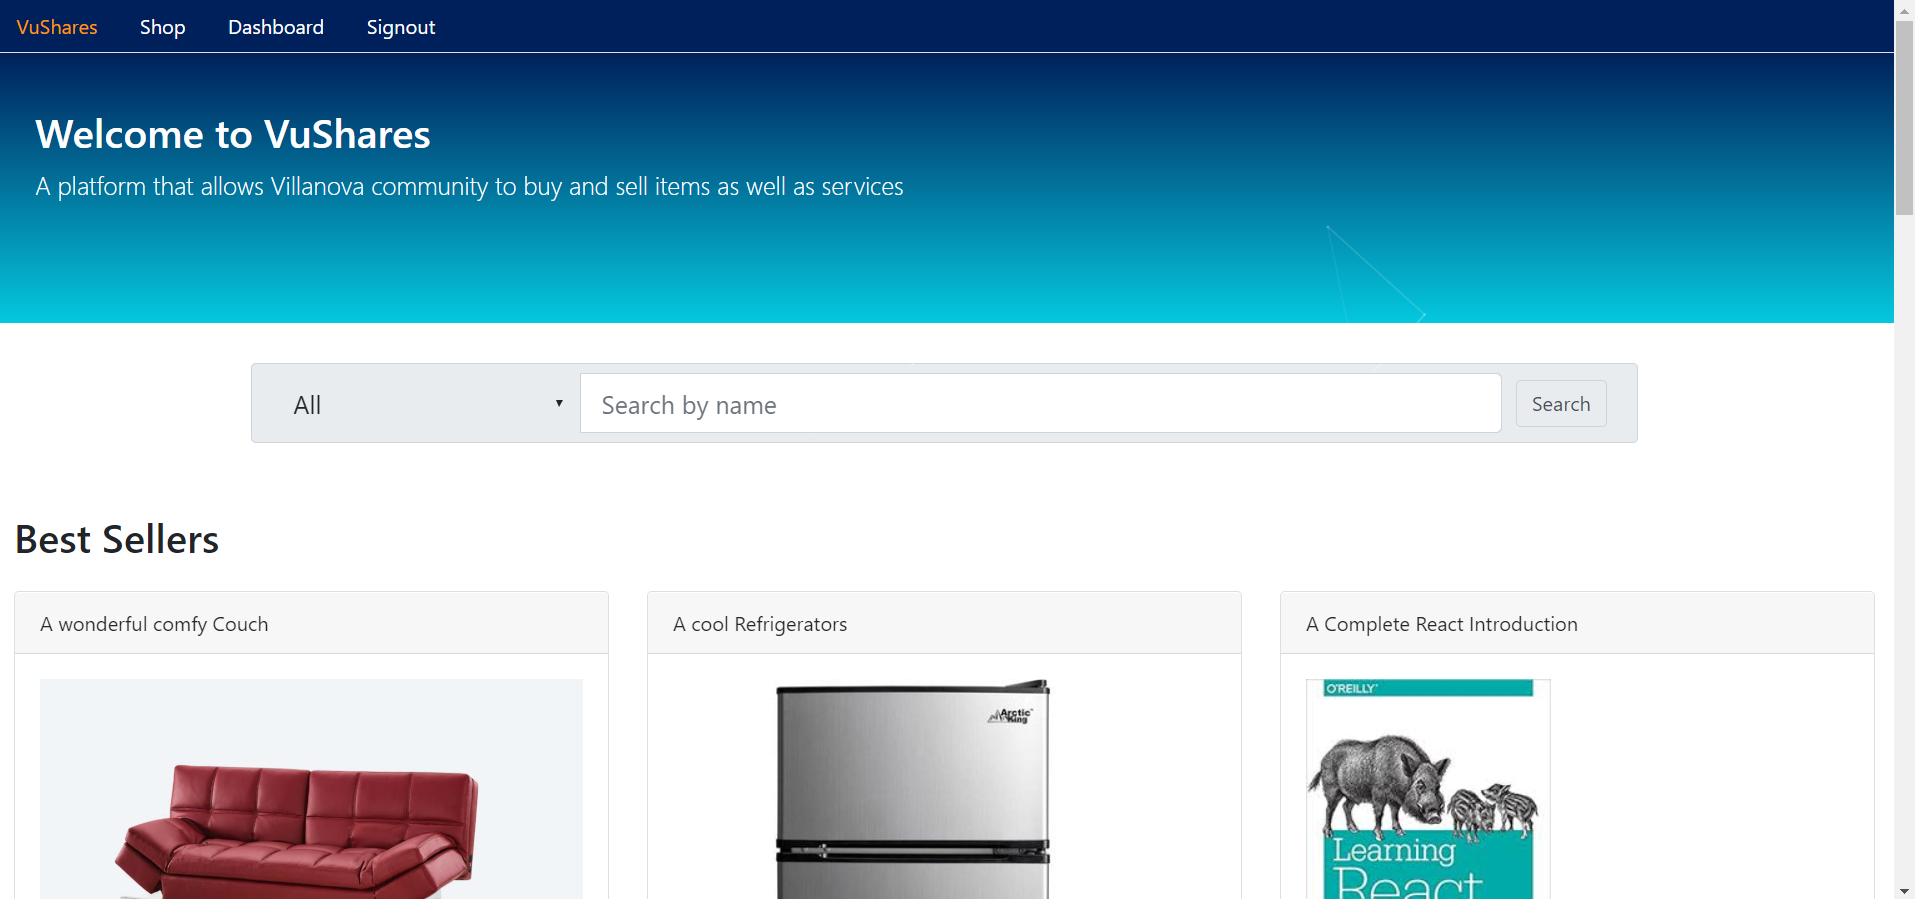 VuShares Shop Dashboard Signout
Welcome to VuShares
A platform that allows Villanova community to buy and sell items as well as services
All
Search by name
Search
Best Sellers
A wonderful comfy Couch
A cool Refrigerators
A Complete React Introduction
Arctic
King
O'REILLY
Learning
React